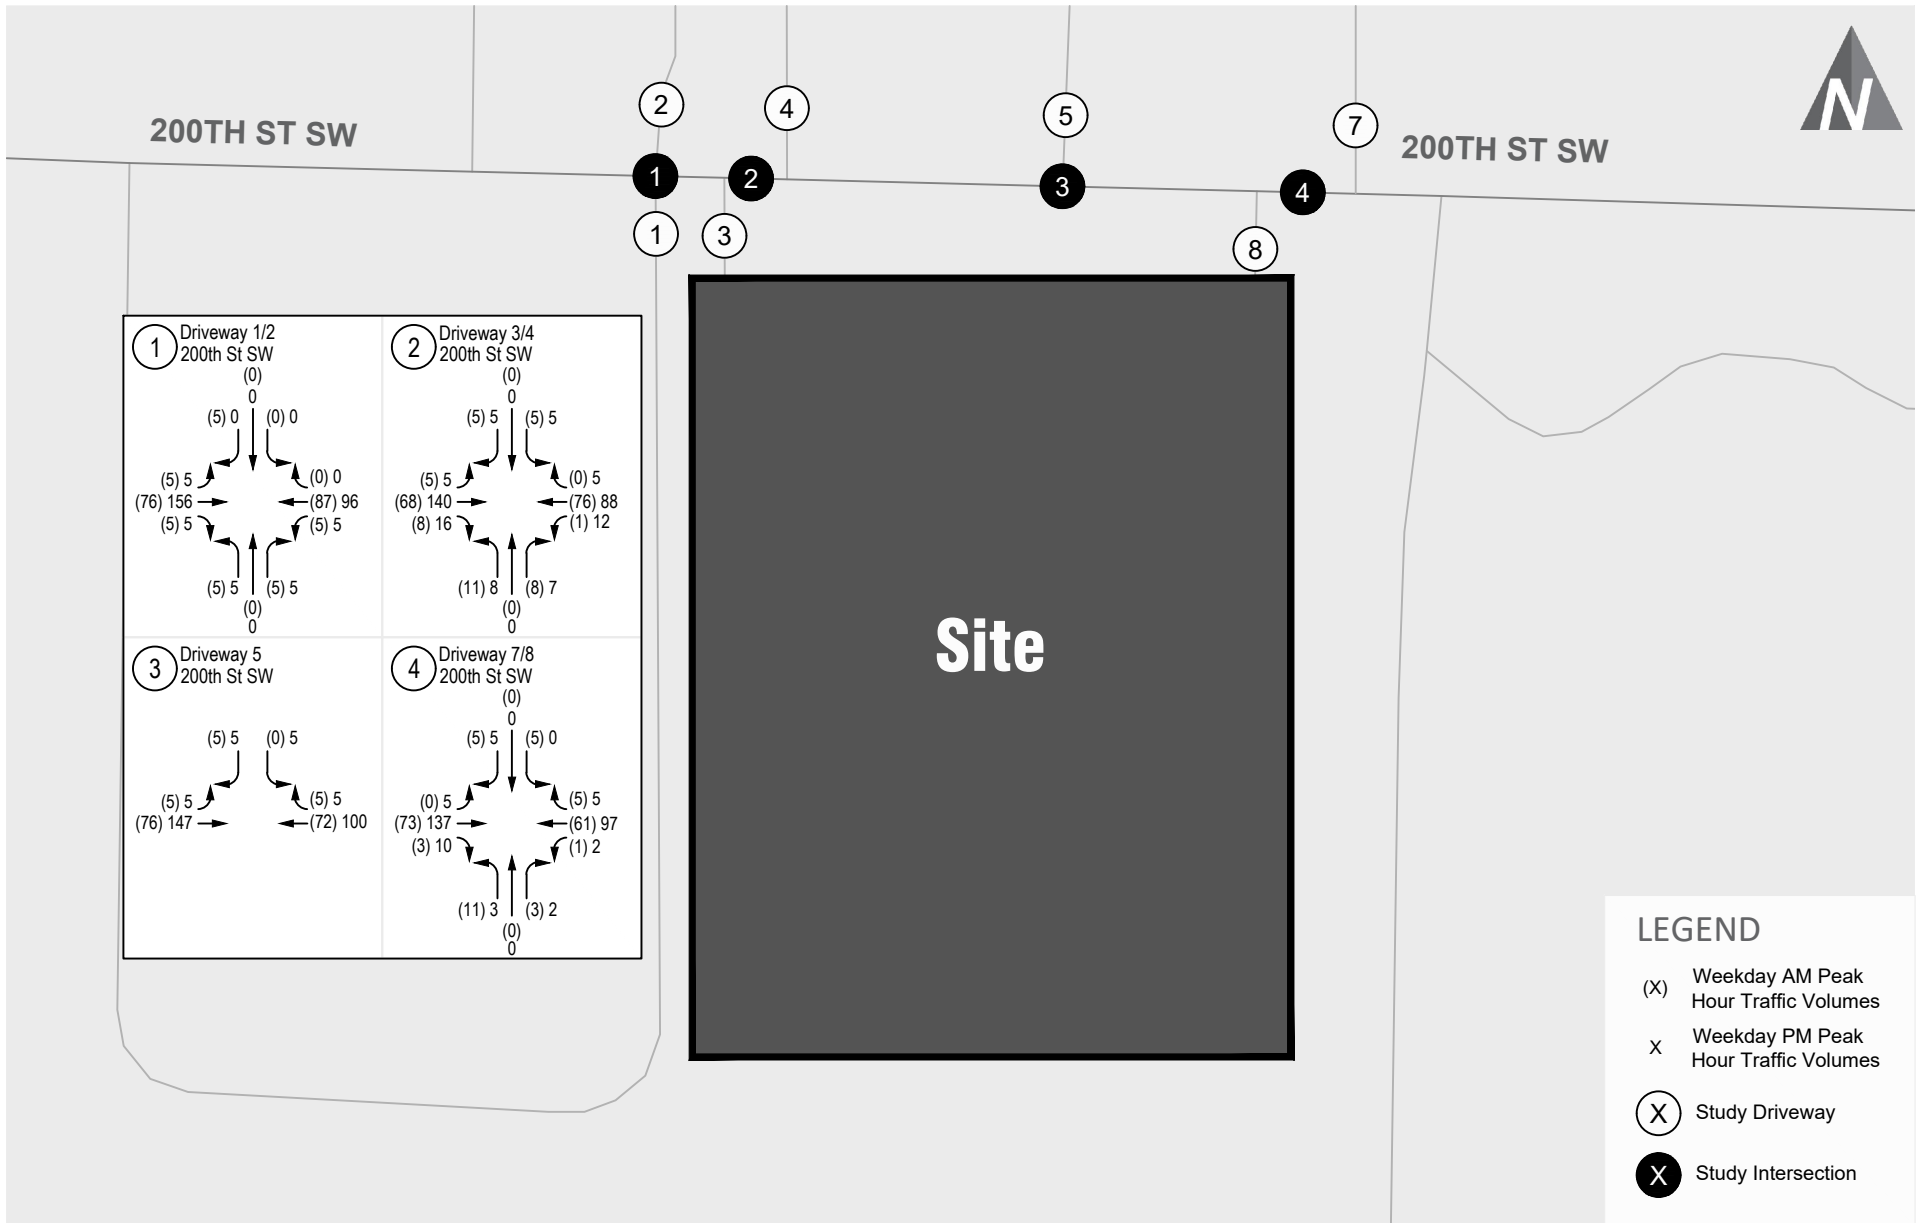 N
200TH ST SW
200TH ST SW
2
4
5
7
1
2
3
4
1
3
8
1
Driveway 1/2
200th St SW
(0)
0
(5) 0
(0) 0
(5) 5
(0) 0
(76) 156
(87) 96
(5) 5
(5) 5
(5) 5
(5) 5
(0)
0
2
Driveway 3/4
200th St SW
(0)
0
(5) 5
(5) 5
(5) 5
(0) 5
(68) 140
(76) 88
(8) 16
(1) 12
(11) 8
(8) 7
(0)
0
3
Driveway 5
200th St SW
(5) 5
(0) 5
(5) 5
(5) 5
(76) 147
(72) 100
4
Driveway 7/8
200th St SW
(0)
0
(5) 5
(5) 0
(0) 5
(5) 5
(73) 137
(61) 97
(3) 10
(1) 2
(11) 3
(3) 2
(0)
0
Site
LEGEND
(X)
Weekday AM Peak
Hour Traffic Volumes
X
Weekday PM Peak
Hour Traffic Volumes
X
Study Driveway
X
Study Intersection